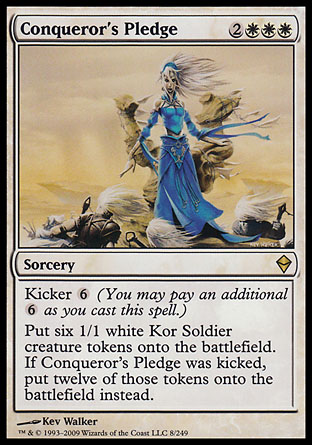 Conqueror's Pledge 2
Sorcery
Kicker 6 (You may pay an additional
6 as you cast this spell.)
Put six 1/1 white Kor Soldier
creature tokens onto the battlefield.
If Conqueror's Pledge was kicked,
put twelve of those tokens onto the
battlefield instead.
Kev Walker
™ & © 1993–2009 Wizards of the Coast LLC 8/249